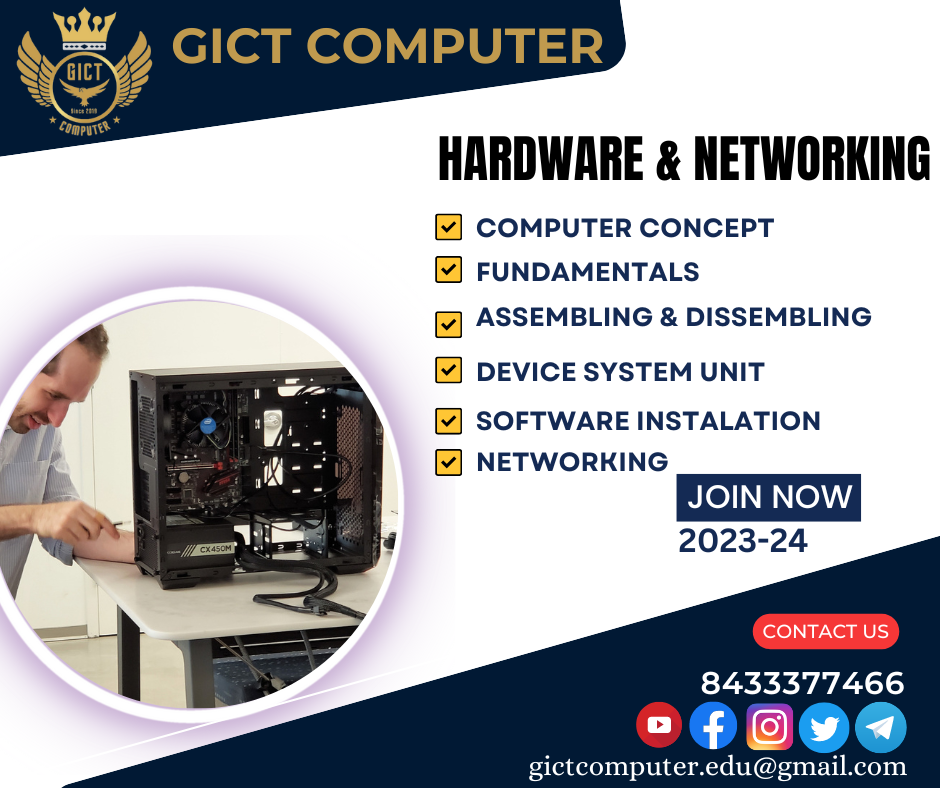 GICT
Since 2016
COMPUTER
GICT COMPUTER
HARDWARE & NETWORKING
COMPUTER CONCEPT
FUNDAMENTALS
ASSEMBLING & DISSEMBLING
DEVICE SYSTEM UNIT
SOFTWARE INSTALATION
NETWORKING
JOIN NOW
2023-24
CX450M
CONTACT US
8433377466
gictcomputer.edu@gmail.com